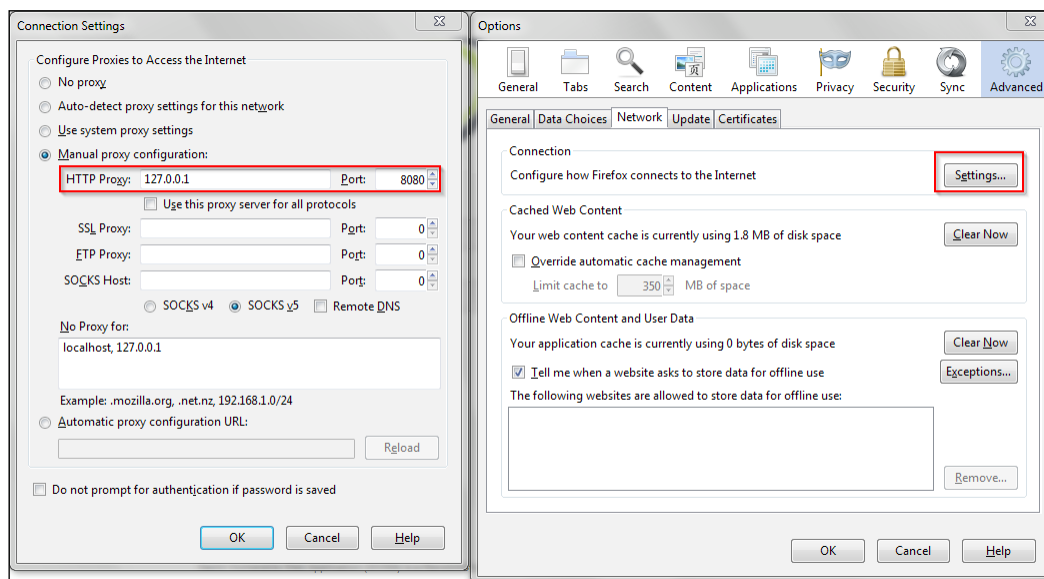 Connection Settings
Configure Proxies to Access the Internet
No proxy
Auto-detect proxy settings for this network
Use system proxy settings
Manual proxy configuration:
HTTP Proxy: 127.0.0.1 Port: 8080
Use this proxy server for all protocols
SSL Proxy: Port: 0
FTP Proxy: Port: 0
SOCKS Host: Port: 0
SOCKS v4 SOCKS v5 Remote DNS
No Proxy for:
localhost, 127.0.0.1
Example: .mozilla.org, .net.nz, 192.168.1.0/24
Automatic proxy configuration URL:
Reload
Do not prompt for authentication if password is saved
OK Cancel Help
Options
General Tabs Search Content Applications Privacy Security Sync Advanced
General Data Choices Network Update Certificates
Connection
Configure how Firefox connects to the Internet Settings...
Cached Web Content
Your web content cache is currently using 1.8 MB of disk space Clear Now
Override automatic cache management
Limit cache to 350 MB of space
Offline Web Content and User Data
Your application cache is currently using 0 bytes of disk space Clear Now
Tell me when a website asks to store data for offline use Exceptions...
The following websites are allowed to store data for offline use:
Remove...
OK Cancel Help